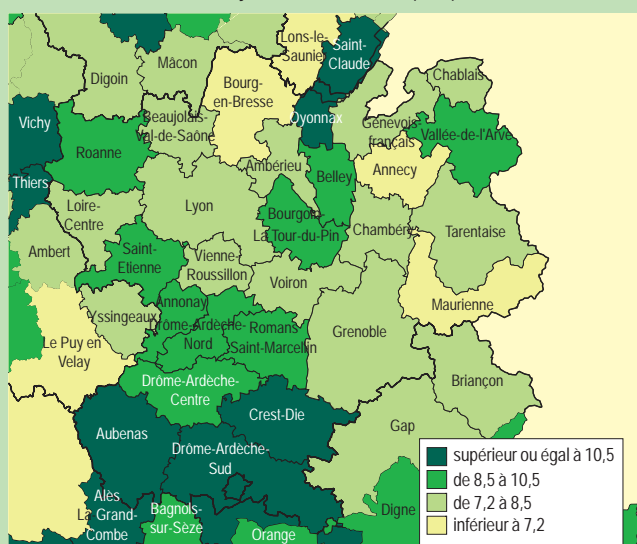 Lons-le-
Saunie
Saint-
Claude
Mâcon
Digoin
Bourg-
en-Bresse
Chablais
Vichy
Oyonnax
Beaujolais-
Val-de-Saône
Genevois-
français
Vallée-de-l'Arve
Roanne
Ambérieu
Annecy
Thiers
Belley
Loire-
Centre
Lyon
Bourgoin-
La Tour-du-Pin
Chambéry
Tarentaise
Ambert
Saint-
Etienne
Vienne-
Roussillon
Voiron
Maurienne
Annonay
Yssingeaux
Drôme-Ardèche-
Nord
Romans
Saint-Marcellin
Grenoble
Le Puy en
Velay
Drôme-Ardèche-
Centre
Briançon
Crest-Die
Aubenas
Gap
Drôme-Ardèche-
Sud
Alès
La Grand-
Combe
Bagnols-
sur-Sèze
Orange
Digne
supérieur ou égal à 10,5
de 8,5 à 10,5
de 7,2 à 8,5
inférieur à 7,2